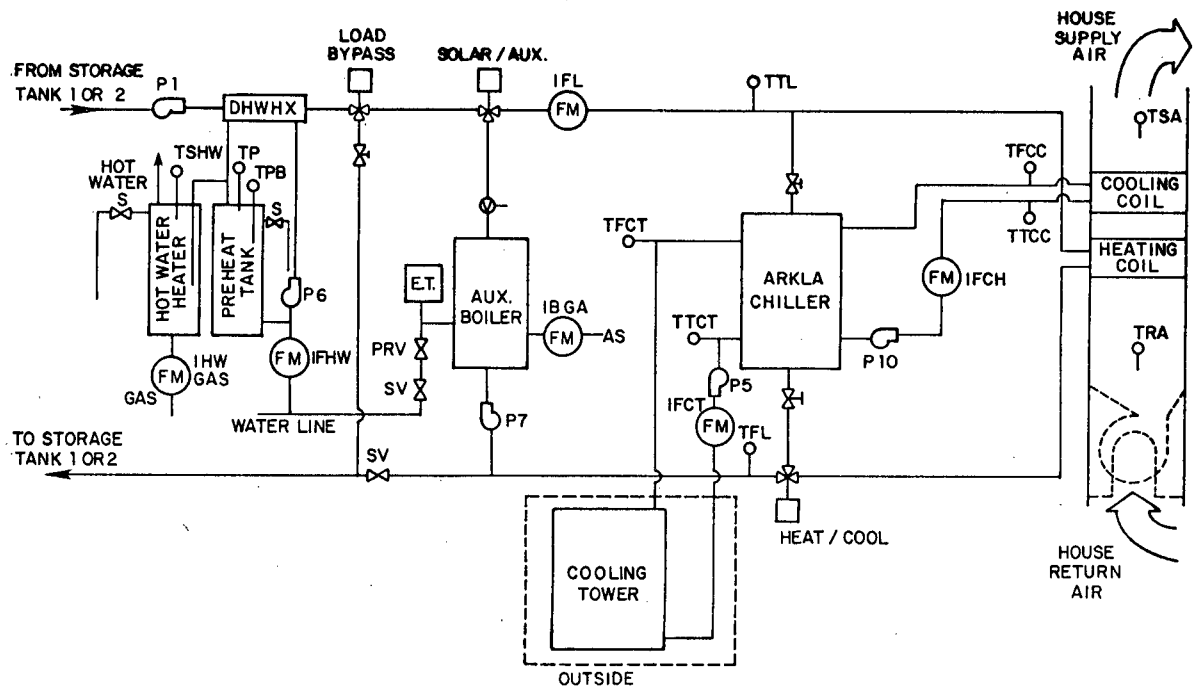 HOUSE
SUPPLY
AIR
LOAD
BYPASS
SOLAR / AUX.
FROM STORAGE
TANK 1 OR 2
P1
DHWHX
IFL
FM
TTL
TSA
TSHW
TP
TPB
HOT
WATER
S
S
TFCC
COOLING
COIL
TTCC
HEATING
COIL
TFCT
HOT WATER
HEATER
PREHEAT
TANK
P6
E.T.
AUX.
BOILER
ARKLA
CHILLER
FM
IFCH
IBGA
FM
AS
TTCT
P10
TRA
PRV
SV
FM
IFHW
IHW
GAS
FM
GAS
P5
IFCT
FM
WATER LINE
P7
TFL
TO STORAGE
TANK 1 OR 2
SV
HEAT / COOL
COOLING
TOWER
HOUSE
RETURN
AIR
OUTSIDE